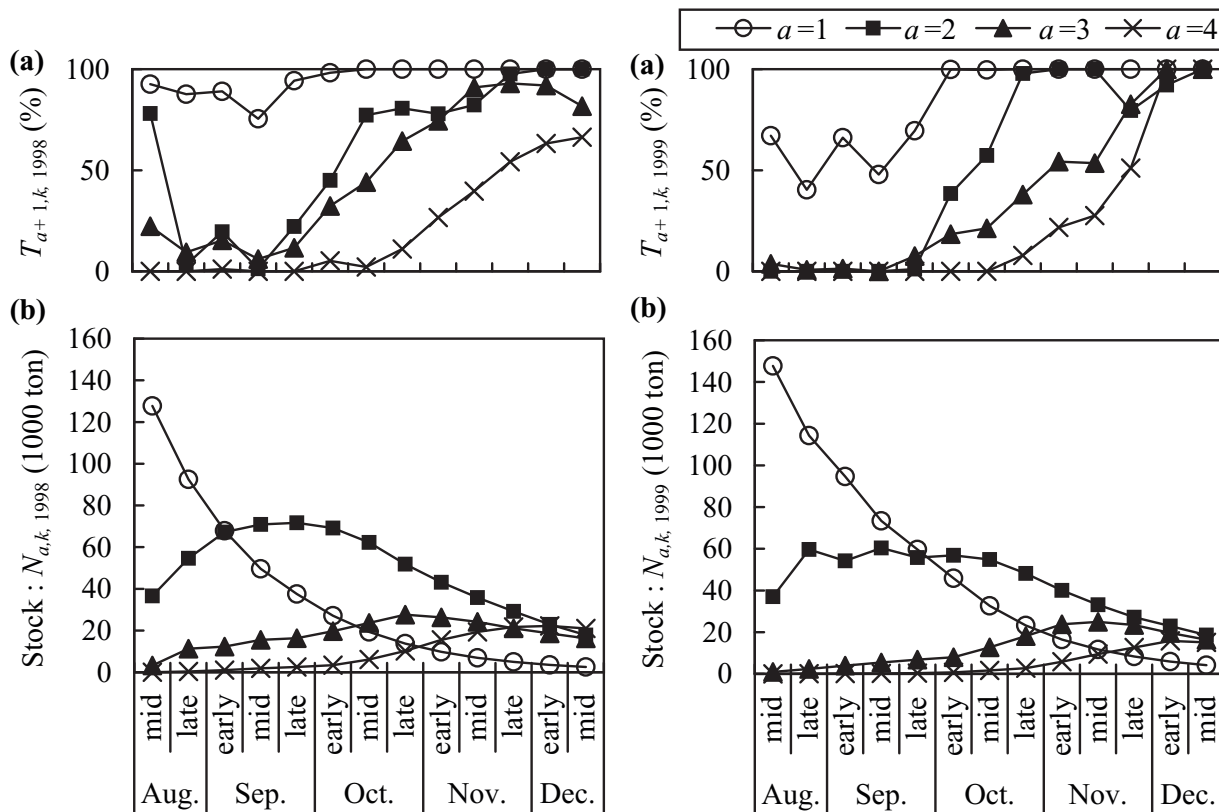 a=1 a=2 a=3 a=4
(a)
T a+1,k, 1998 (%)
100
50
0
(a)
T a+1,k, 1999 (%)
100
50
0
(b)
Stock : N a,k, 1998 (1000 ton)
160
140
120
100
80
60
40
20
0
mid late early mid late early mid late early mid late early mid
Aug. Sep. Oct. Nov. Dec.
(b)
Stock : N a,k, 1999 (1000 ton)
160
140
120
100
80
60
40
20
0
mid late early mid late early mid late early mid late early mid
Aug. Sep. Oct. Nov. Dec.